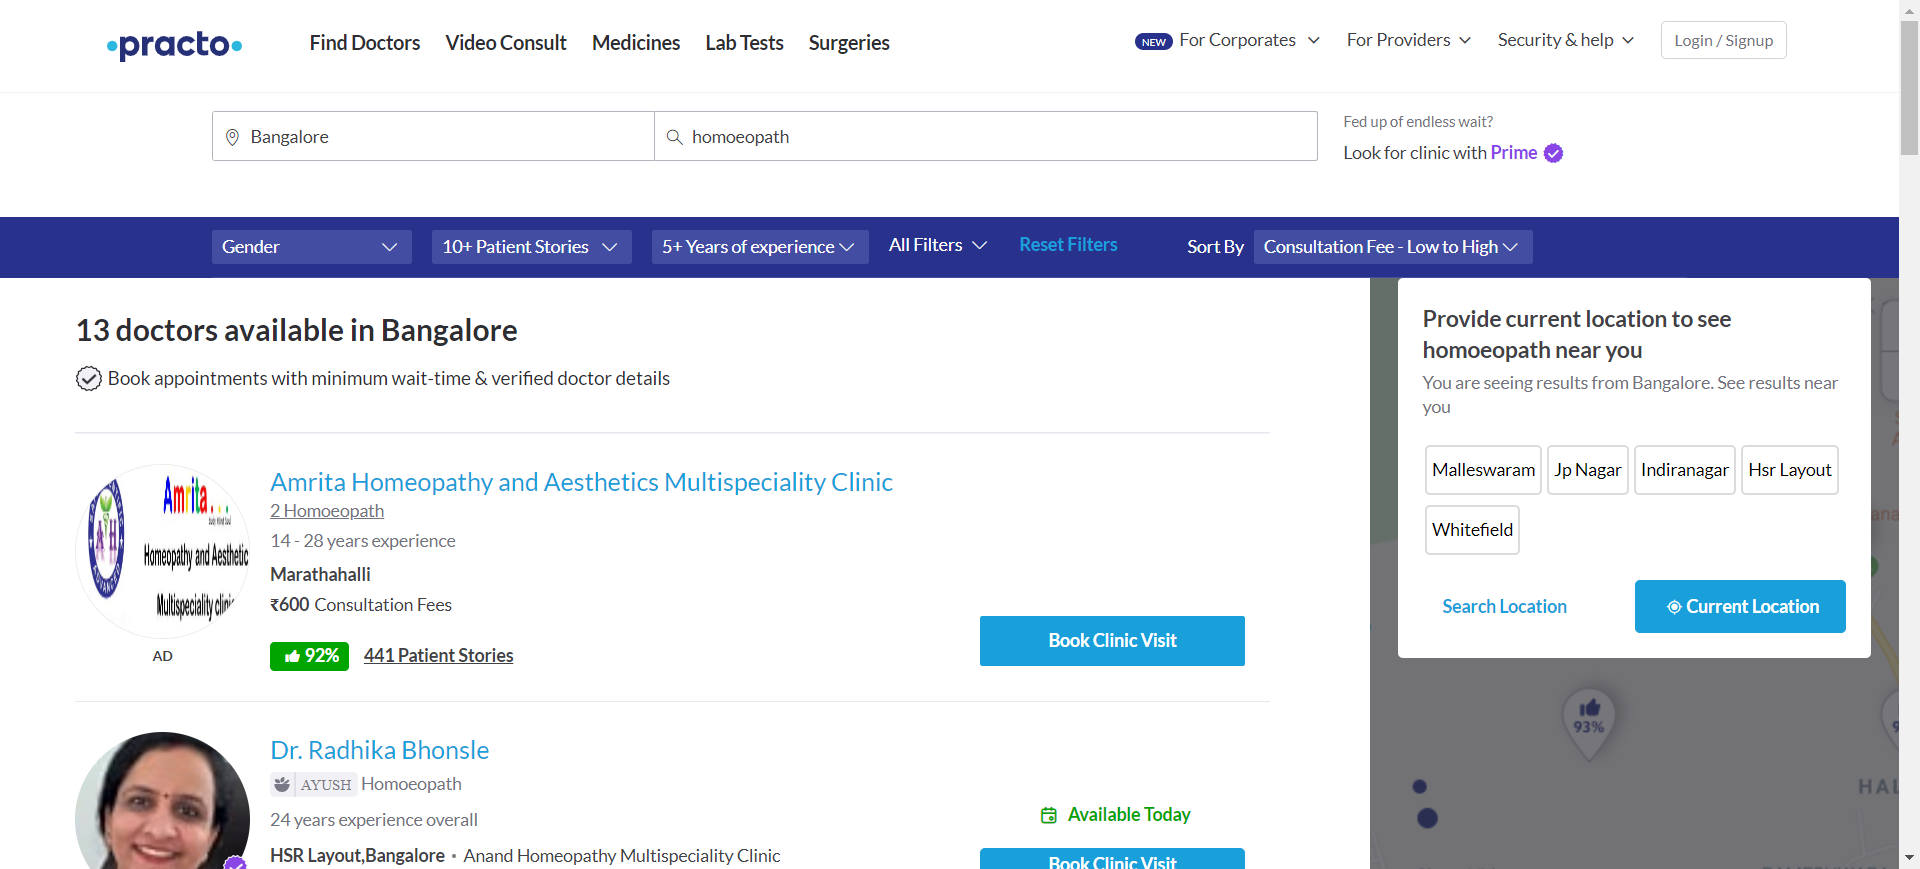 practo
Find Doctors
Video Consult
Medicines
Lab Tests
Surgeries
NEW For Corporates
For Providers
Security & help
Login / Signup
Bangalore
homoeopath
Fed up of endless wait?
Look for clinic with Prime
Gender
10+ Patient Stories
5+ Years of experience
All Filters
Reset Filters
Sort By
Consultation Fee - Low to High
13 doctors available in Bangalore
Book appointments with minimum wait-time & verified doctor details
Amrita...
Homeopathy and Aesthetic
Multispeciality clinic
AD
Amrita Homeopathy and Aesthetics Multispeciality Clinic
2 Homoeopath
14 - 28 years experience
Marathahalli
₹600 Consultation Fees
92%
441 Patient Stories
Book Clinic Visit
Dr. Radhika Bhonsle
AYUSH Homoeopath
24 years experience overall
HSR Layout,Bangalore • Anand Homeopathy Multispeciality Clinic
Available Today
Book Clinic Visit
Provide current location to see
homoeopath near you
You are seeing results from Bangalore. See results near
you
Malleswaram
Jp Nagar
Indiranagar
Hsr Layout
Whitefield
Search Location
Current Location
93%
HAL